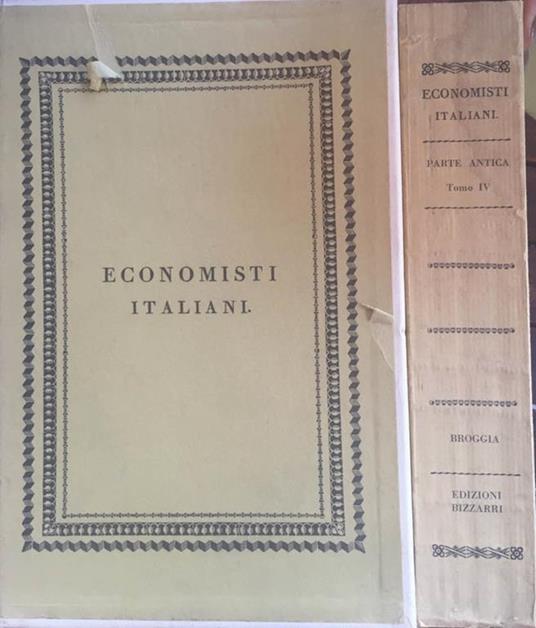 ECONOMISTI
ITALIANI.
ECONOMISTI
ITALIANI.
PARTE ANTICA
Tomo IV
BROGGIA
EDIZIONI
BIZZARRI